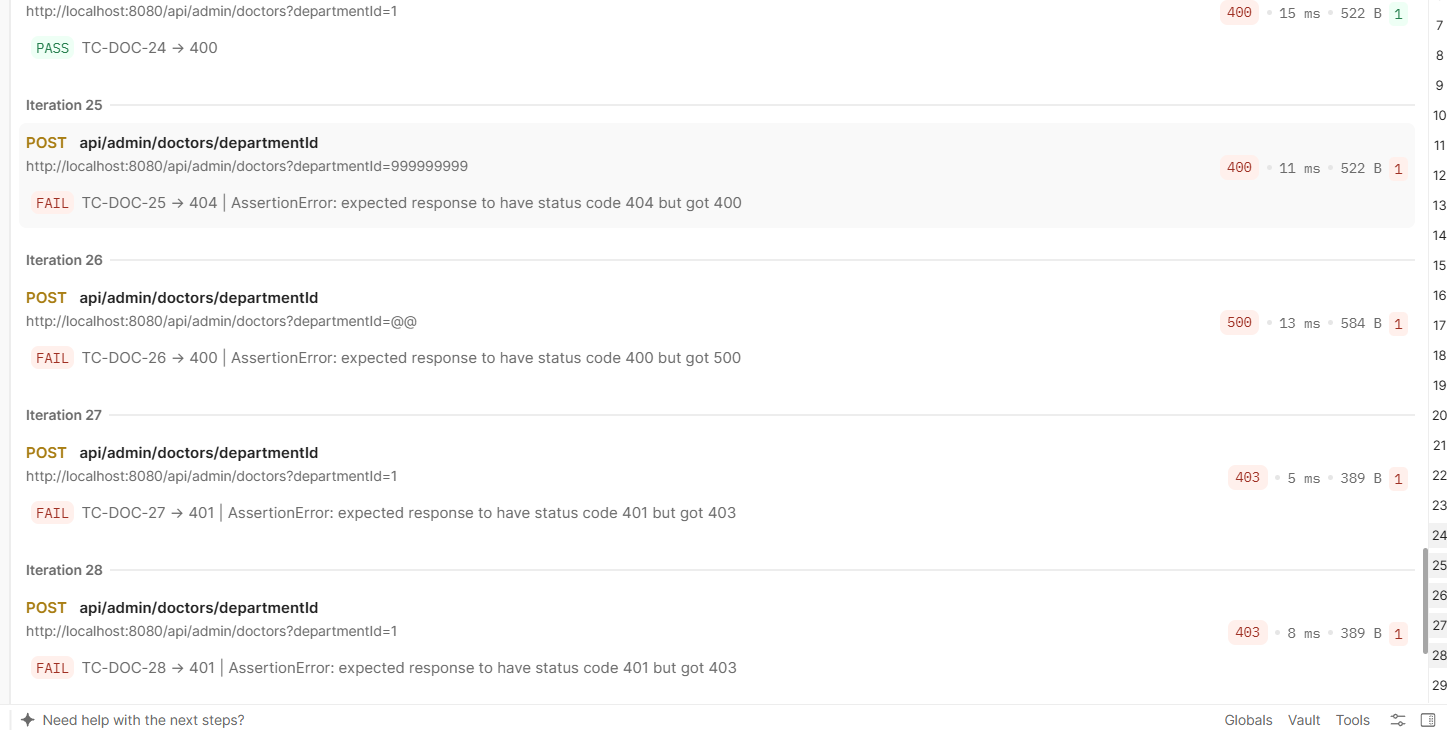 http://localhost:8080/api/admin/doctors?departmentId=1
400 • 15 ms • 522 B 1
PASS TC-DOC-24 → 400
Iteration 25
POST api/admin/doctors/departmentId
http://localhost:8080/api/admin/doctors?departmentId=999999999
400 • 11 ms • 522 B 1
FAIL TC-DOC-25 → 404 | AssertionError: expected response to have status code 404 but got 400
Iteration 26
POST api/admin/doctors/departmentId
http://localhost:8080/api/admin/doctors?departmentId=@@
500 • 13 ms • 584 B 1
FAIL TC-DOC-26 → 400 | AssertionError: expected response to have status code 400 but got 500
Iteration 27
POST api/admin/doctors/departmentId
http://localhost:8080/api/admin/doctors?departmentId=1
403 • 5 ms • 389 B 1
FAIL TC-DOC-27 → 401 | AssertionError: expected response to have status code 401 but got 403
Iteration 28
POST api/admin/doctors/departmentId
http://localhost:8080/api/admin/doctors?departmentId=1
403 • 8 ms • 389 B 1
FAIL TC-DOC-28 → 401 | AssertionError: expected response to have status code 401 but got 403
7
8
9
10
11
12
13
14
15
16
17
18
19
20
21
22
23
24
25
26
27
28
29
Need help with the next steps?
Globals Vault Tools